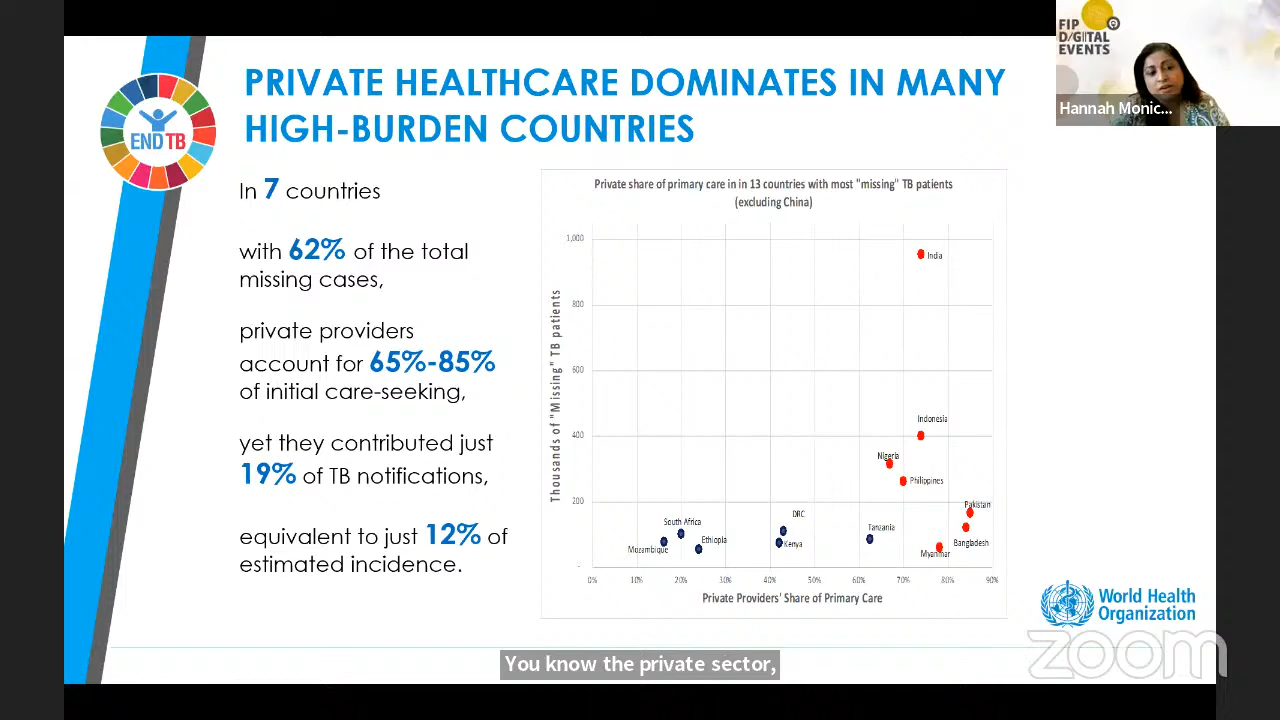 PRIVATE HEALTHCARE DOMINATES IN MANY
HIGH-BURDEN COUNTRIES
END TB
In 7 countries
with 62% of the total
missing cases,
private providers
account for 65%-85%
of initial care-seeking,
yet they contributed just
19% of TB notifications,
equivalent to just 12% of
estimated incidence.
Private share of primary care in in 13 countries with most "missing" TB patients
(excluding China)
Thousands of "Missing" TB patients
1,000
800
600
400
200
-
India
Indonesia
Nigeria
Philippines
Pakistan
Bangladesh
Myanmar
Tanzania
DRC
Kenya
South Africa
Ethiopia
Mozambique
0% 10% 20% 30% 40% 50% 60% 70% 80% 90%
Private Providers' Share of Primary Care
World Health
Organization
zoom
FIP
DIGITAL
EVENTS
Hannah Monic...
You know the private sector,